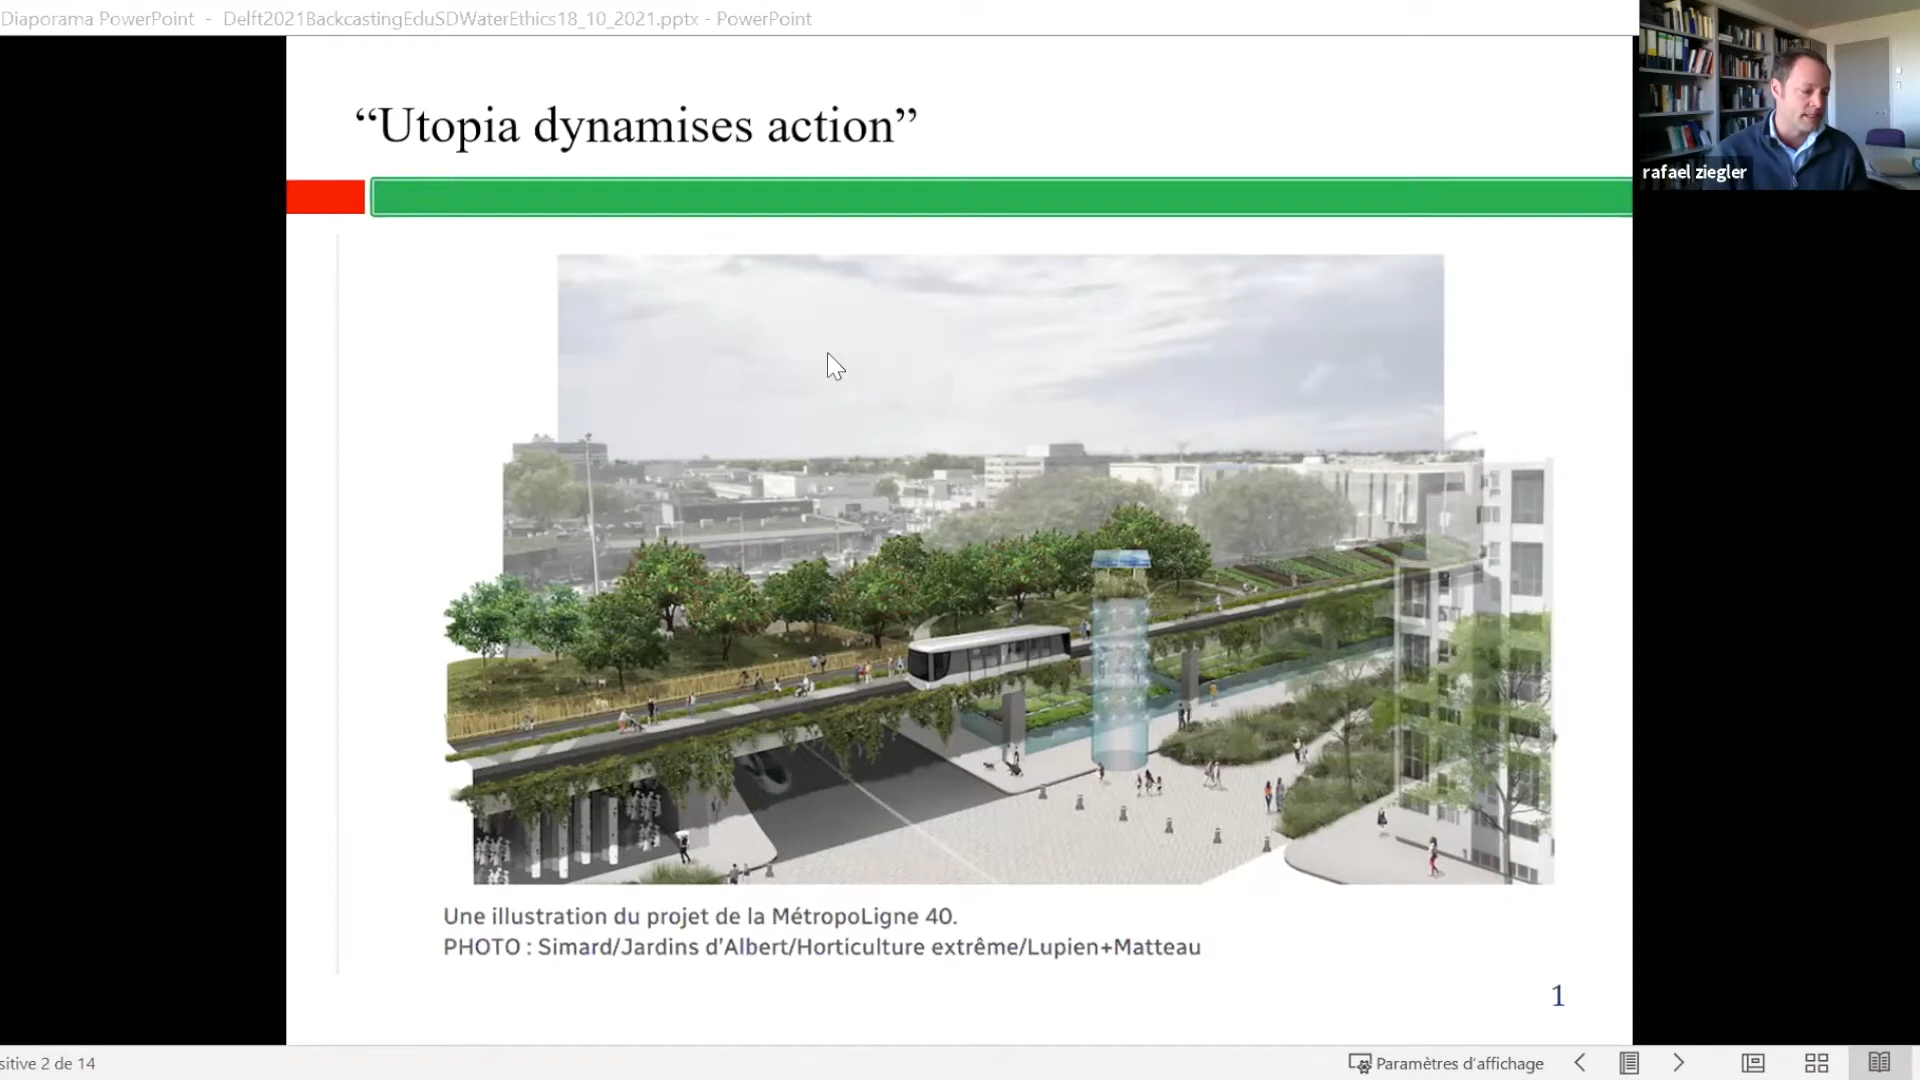 Diaporama PowerPoint - Delft2021BackcastingEduSDWaterEthics18_10_2021.pptx - PowerPoint
“Utopia dynamises action”
rafael ziegler
Une illustration du projet de la MétropoLigne 40.
PHOTO : Simard/Jardins d’Albert/Horticulture extrême/Lupien+Matteau
1
sitive 2 de 14
Paramètres d’affichage